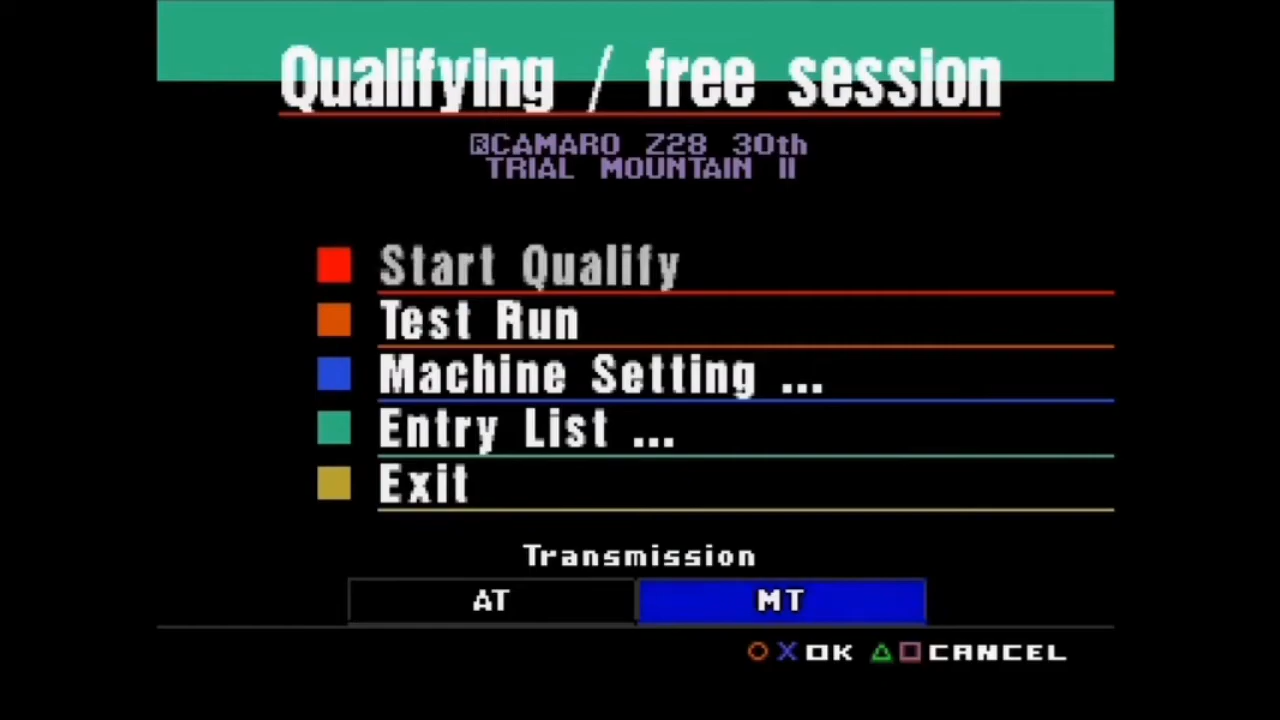 Qualifying / free session
🅁CAMARO Z28 30th
TRIAL MOUNTAIN II
Start Qualify
Test Run
Machine Setting ...
Entry List ...
Exit
Transmission
AT MT
○ X OK △ □ CANCEL